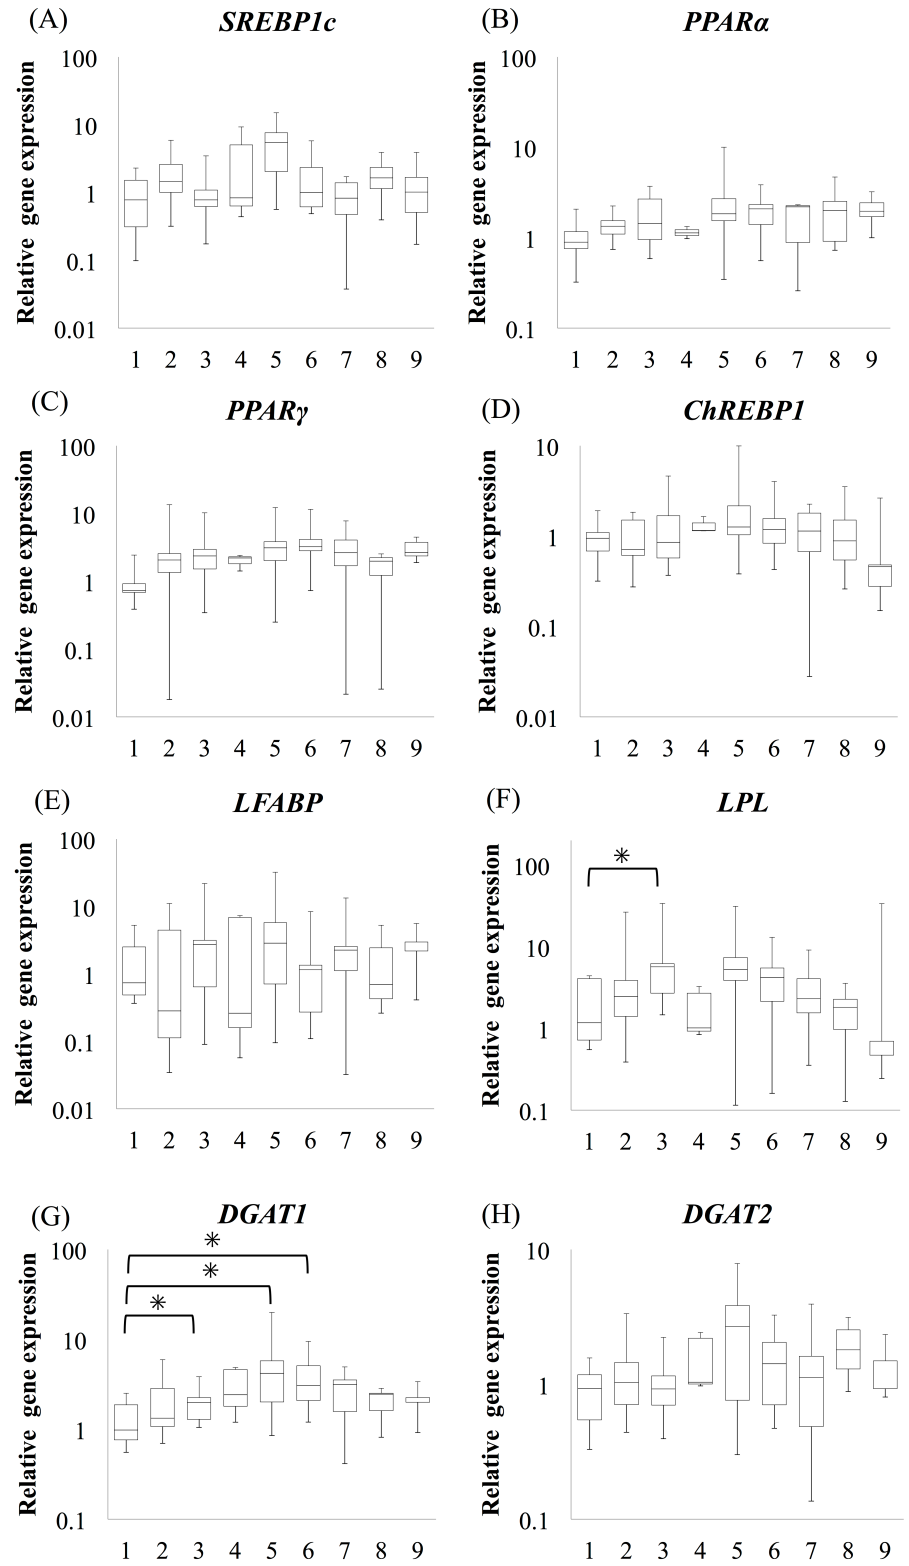 (A) SREBP1c
Relative gene expression
100
10
1
0.1
0.01
1 2 3 4 5 6 7 8 9
(B) PPARα
Relative gene expression
100
10
1
0.1
1 2 3 4 5 6 7 8 9
(C) PPARγ
Relative gene expression
100
10
1
0.1
0.01
1 2 3 4 5 6 7 8 9
(D) ChREBP1
Relative gene expression
10
1
0.1
0.01
1 2 3 4 5 6 7 8 9
(E) LFABP
Relative gene expression
100
10
1
0.1
0.01
1 2 3 4 5 6 7 8 9
(F) LPL
Relative gene expression
100
10
1
0.1
*
1 2 3 4 5 6 7 8 9
(G) DGAT1
Relative gene expression
100
10
1
0.1
*
*
*
1 2 3 4 5 6 7 8 9
(H) DGAT2
Relative gene expression
10
1
0.1
1 2 3 4 5 6 7 8 9